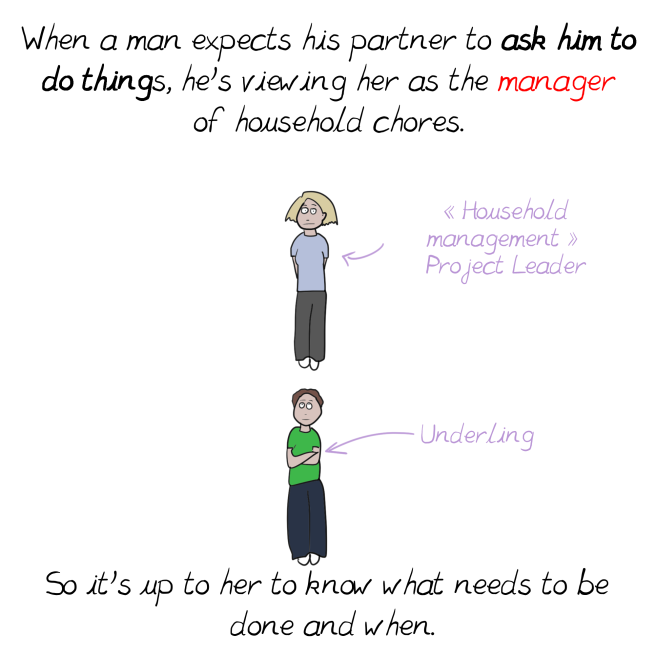 When a man expects his partner to ask him to
do things, he's viewing her as the manager
of household chores.
« Household
management »
Project Leader
Underling
So it's up to her to know what needs to be
done and when.